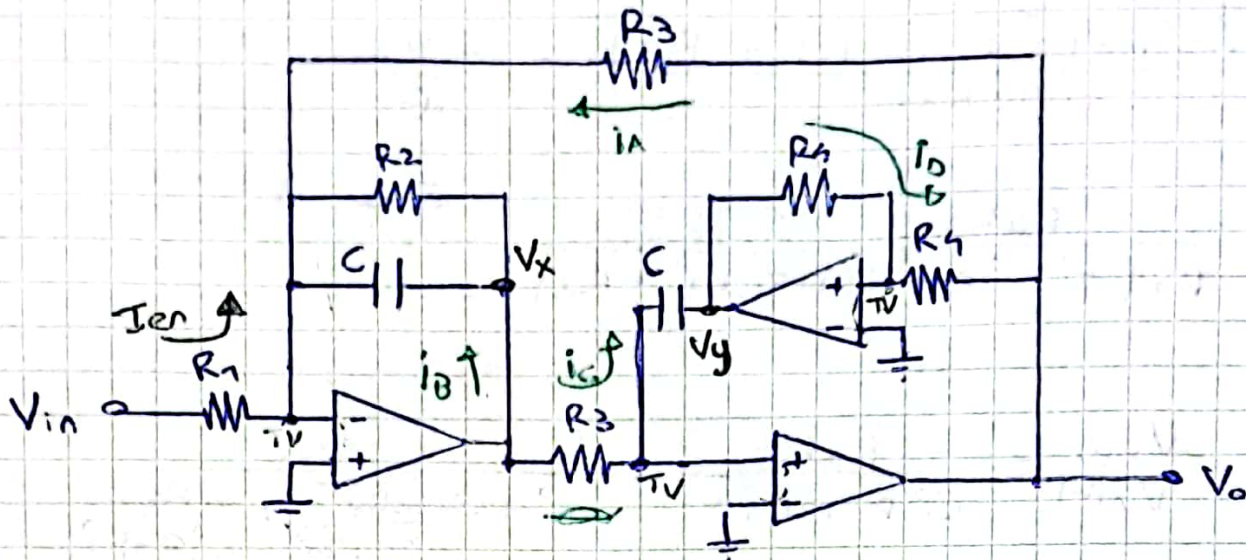 R3
iA
R2
R4
ID
C
Vx
C
+
R4
TV
-
Ien
R1
iB
ic
Vy
Vin
-
R3
TV
+
TV
+
-
Vo